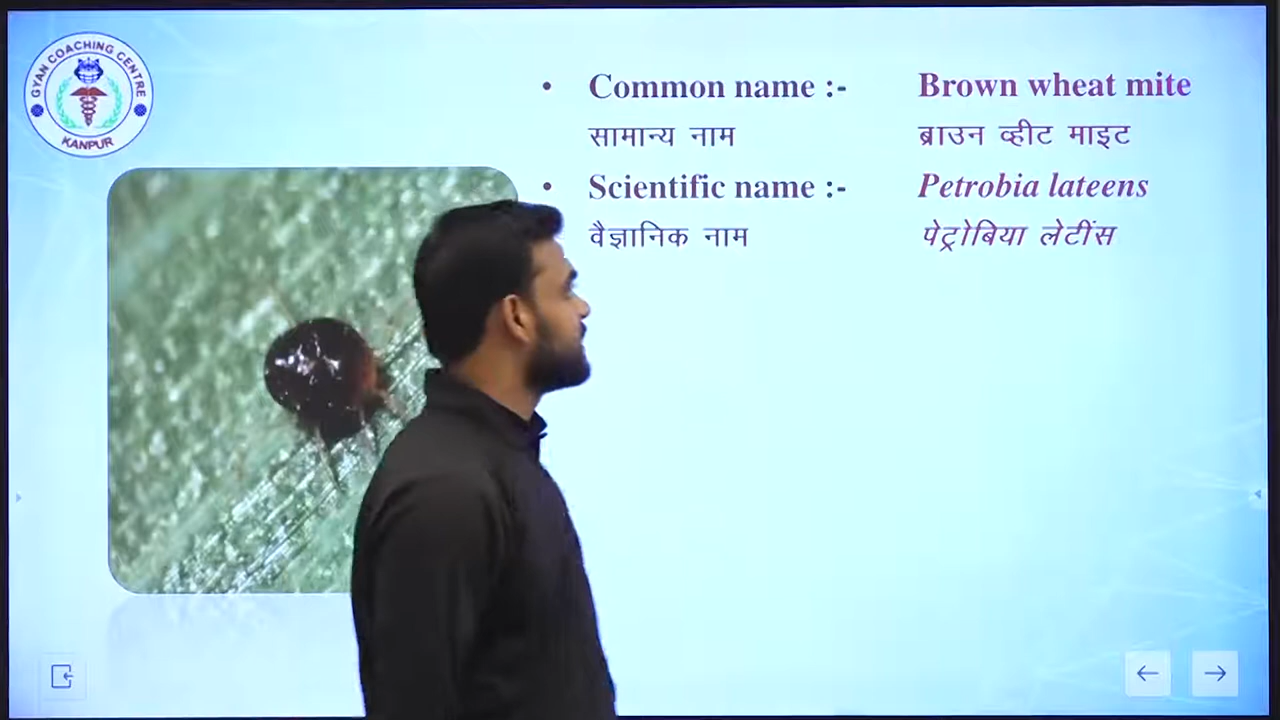 GYAN COACHING CENTRE
KANPUR
• Common name :- Brown wheat mite
सामान्य नाम ब्राउन व्हीट माइट
• Scientific name :- Petrobia lateens
वैज्ञानिक नाम पेट्रोबिया लेटींस